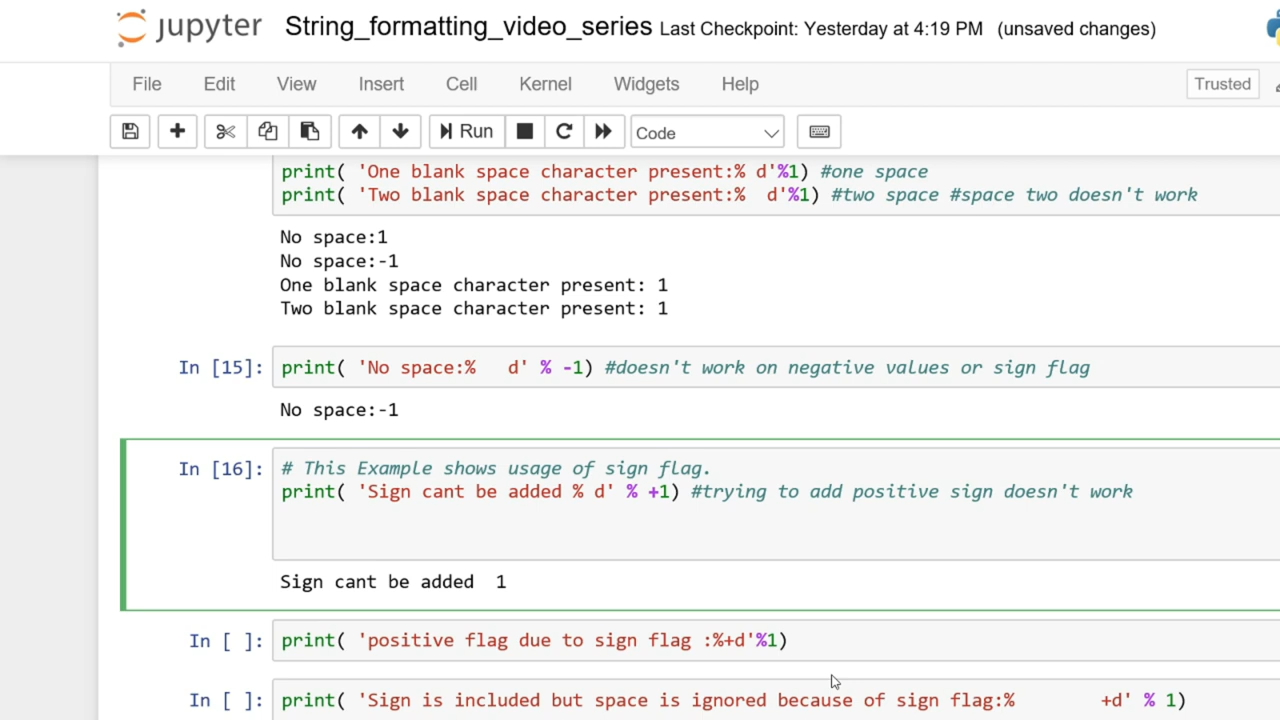 jupyter String_formatting_video_series Last Checkpoint: Yesterday at 4:19 PM (unsaved changes)
File Edit View Insert Cell Kernel Widgets Help Trusted
Run Code
print( 'One blank space character present:% d'%1) #one space
print( 'Two blank space character present:%  d'%1) #two space #space two doesn't work
No space:1
No space:-1
One blank space character present: 1
Two blank space character present: 1
In [15]: print( 'No space:%   d' % -1) #doesn't work on negative values or sign flag
No space:-1
In [16]: # This Example shows usage of sign flag.
print( 'Sign cant be added % d' % +1) #trying to add positive sign doesn't work
Sign cant be added  1
In [ ]: print( 'positive flag due to sign flag :%+d'%1)
In [ ]: print( 'Sign is included but space is ignored because of sign flag:%        +d' % 1)